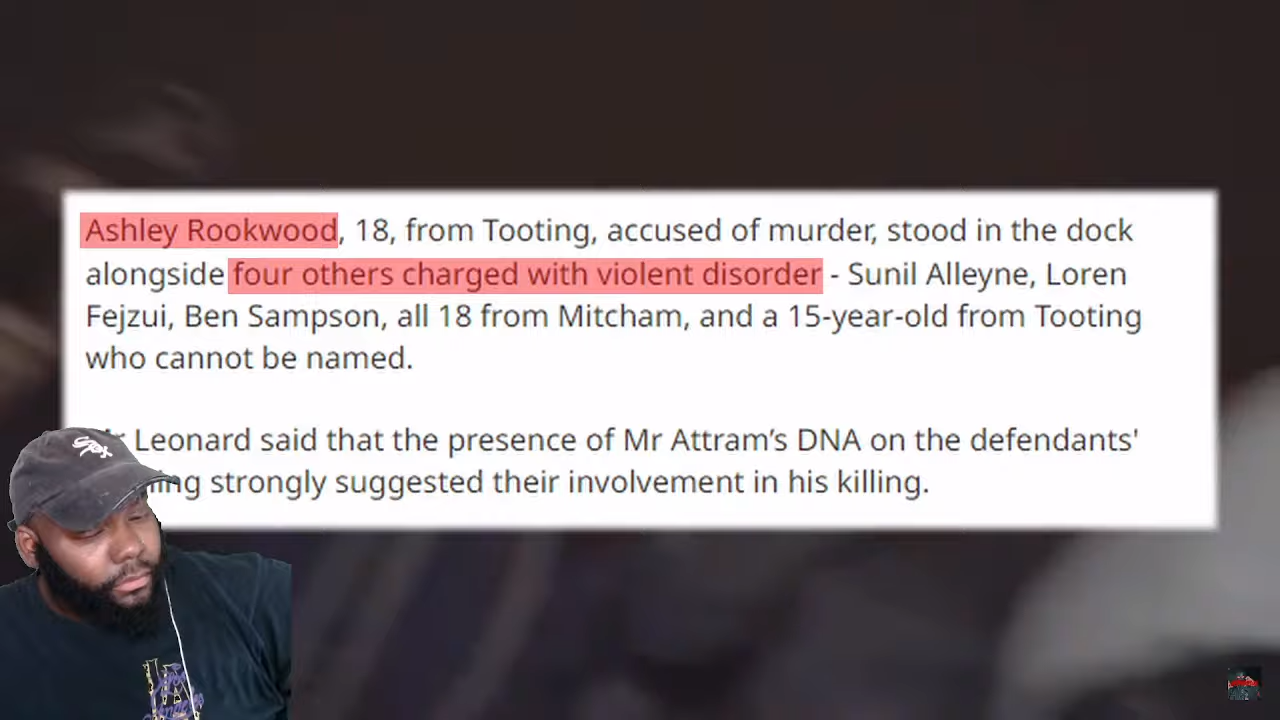 Ashley Rookwood, 18, from Tooting, accused of murder, stood in the dock
alongside four others charged with violent disorder - Sunil Alleyne, Loren
Fejzui, Ben Sampson, all 18 from Mitcham, and a 15-year-old from Tooting
who cannot be named.
Leonard said that the presence of Mr Attram's DNA on the defendants'
strongly suggested their involvement in his killing.
Sox